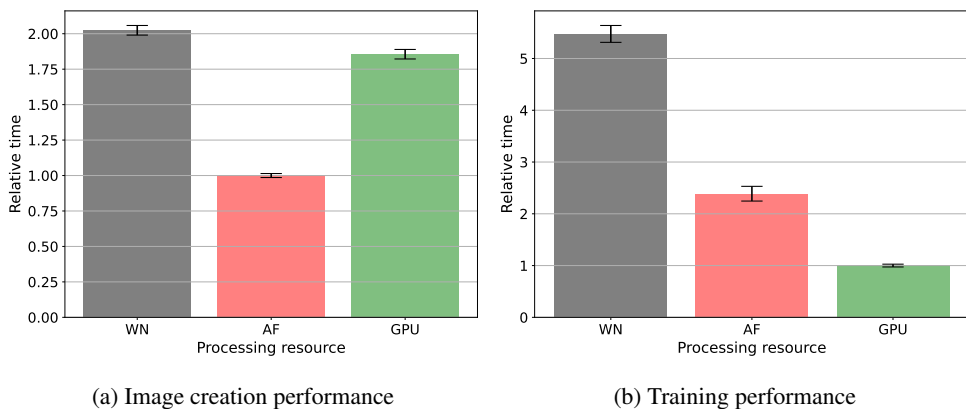 2.00
1.75
1.50
1.25
1.00
0.75
0.50
0.25
0.00
Relative time
WN AF GPU
Processing resource
(a) Image creation performance
5
4
3
2
1
0
Relative time
WN AF GPU
Processing resource
(b) Training performance